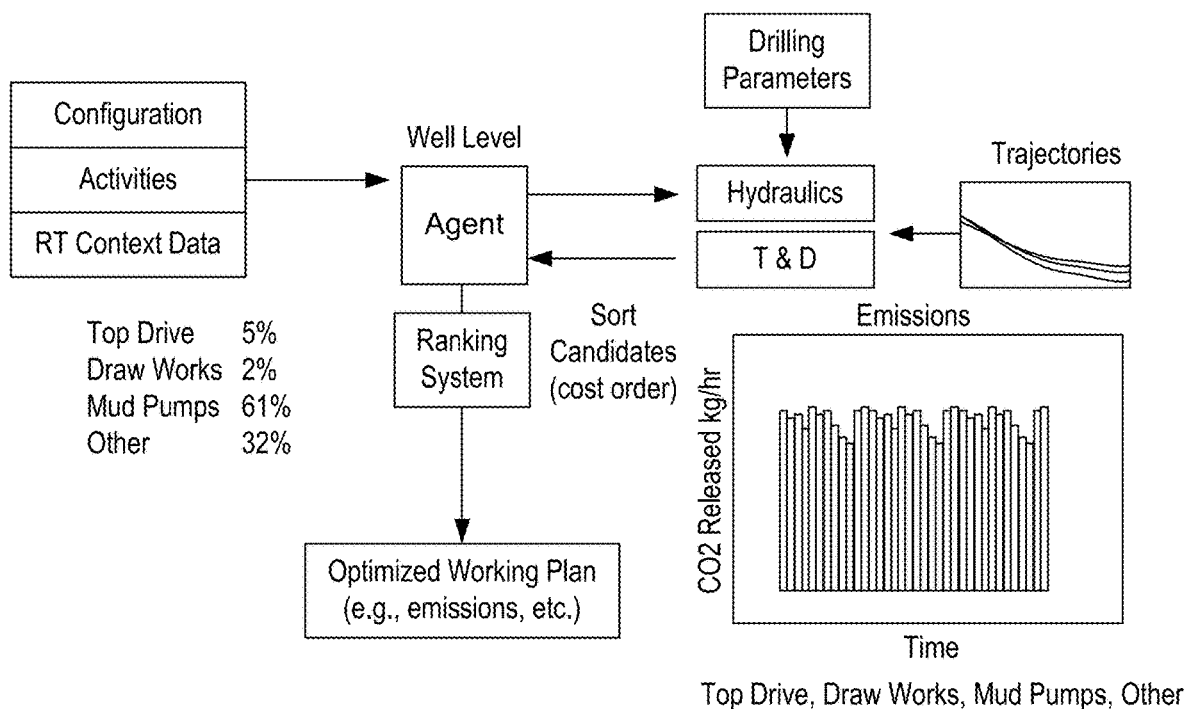 Drilling
Parameters
Configuration
Activities
RT Context Data
Well Level
Agent
Hydraulics
T & D
Trajectories
Top Drive 5%
Draw Works 2%
Mud Pumps 61%
Other 32%
Ranking
System
Sort
Candidates
(cost order)
Optimized Working Plan
(e.g., emissions, etc.)
Emissions
CO2 Released kg/hr
Time
Top Drive, Draw Works, Mud Pumps, Other